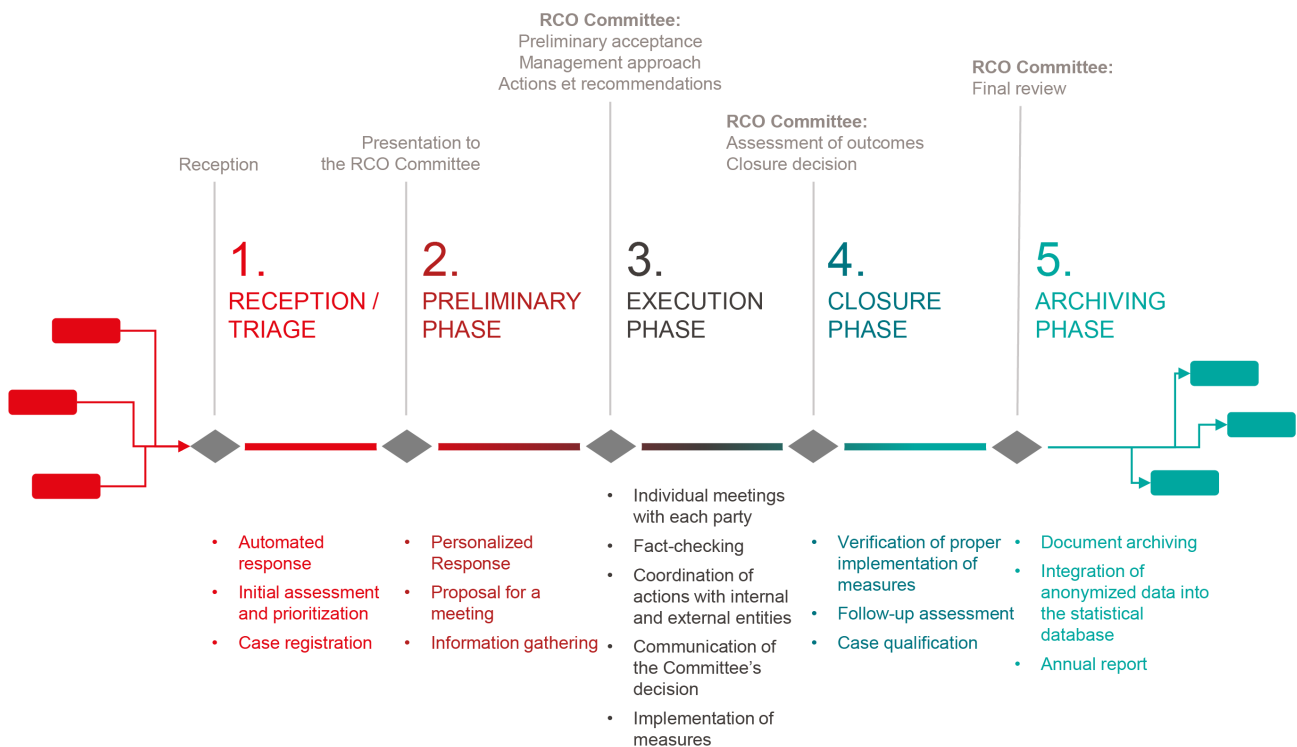 RCO Committee:
Preliminary acceptance
Management approach
Actions et recommendations
RCO Committee:
Final review
RCO Committee:
Assessment of outcomes
Closure decision
Presentation to
the RCO Committee
Reception
1.
RECEPTION /
TRIAGE
2.
PRELIMINARY
PHASE
3.
EXECUTION
PHASE
4.
CLOSURE
PHASE
5.
ARCHIVING
PHASE
• Automated
response
• Initial assessment
and prioritization
• Case registration
• Personalized
Response
• Proposal for a
meeting
• Information gathering
• Individual meetings
with each party
• Fact-checking
• Coordination of
actions with internal
and external entities
• Communication of
the Committee’s
decision
• Implementation of
measures
• Verification of proper
implementation of
measures
• Follow-up assessment
• Case qualification
• Document archiving
• Integration of
anonymized data into
the statistical
database
• Annual report